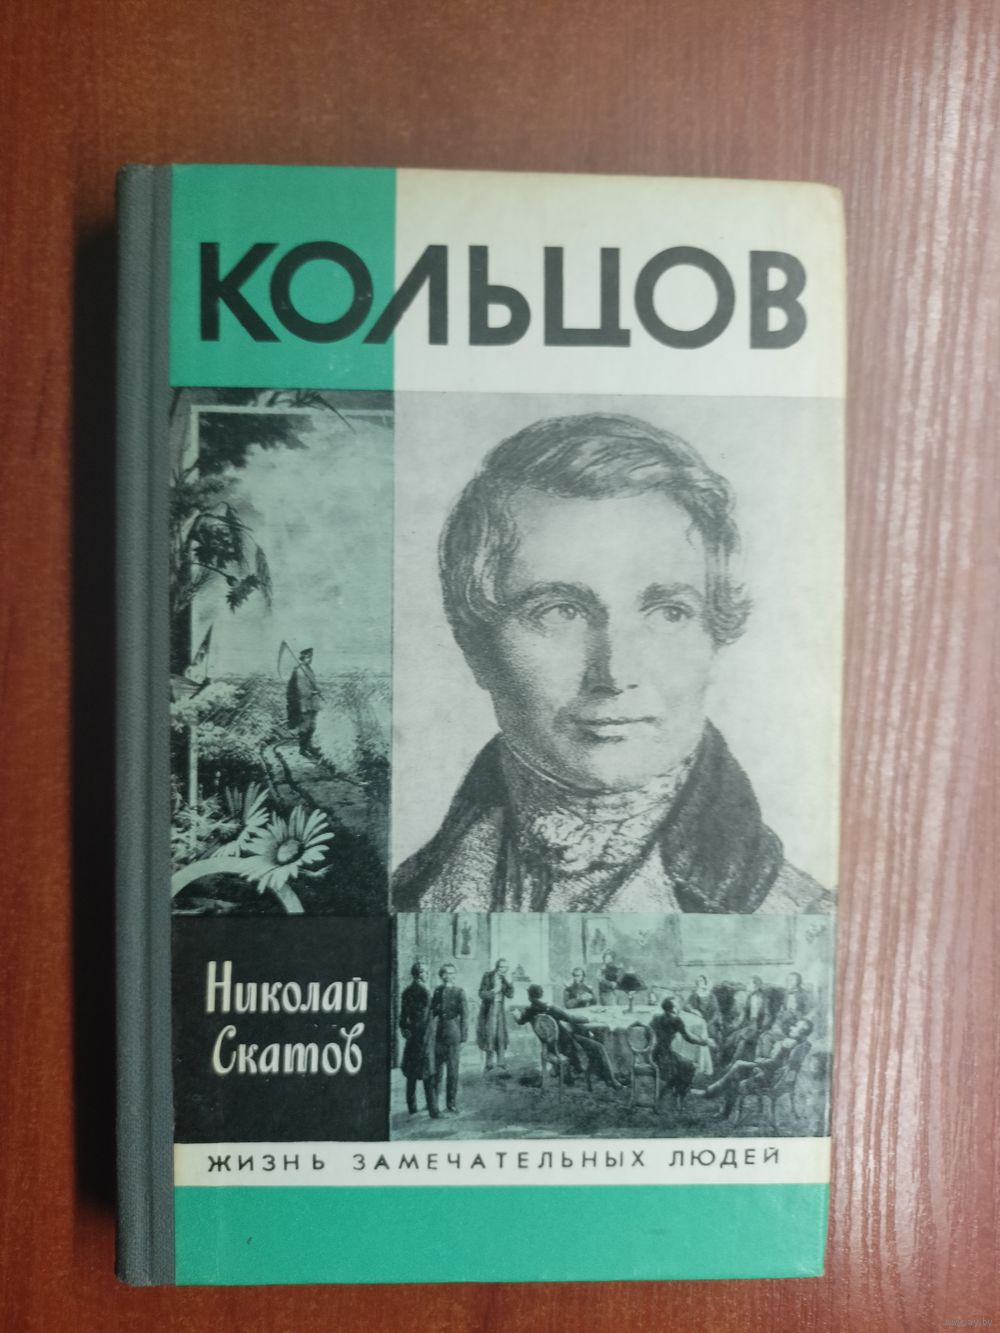 КОЛЬЦОВ
Николай
Скатов
ЖИЗНЬ ЗАМЕЧАТЕЛЬНЫХ ЛЮДЕЙ